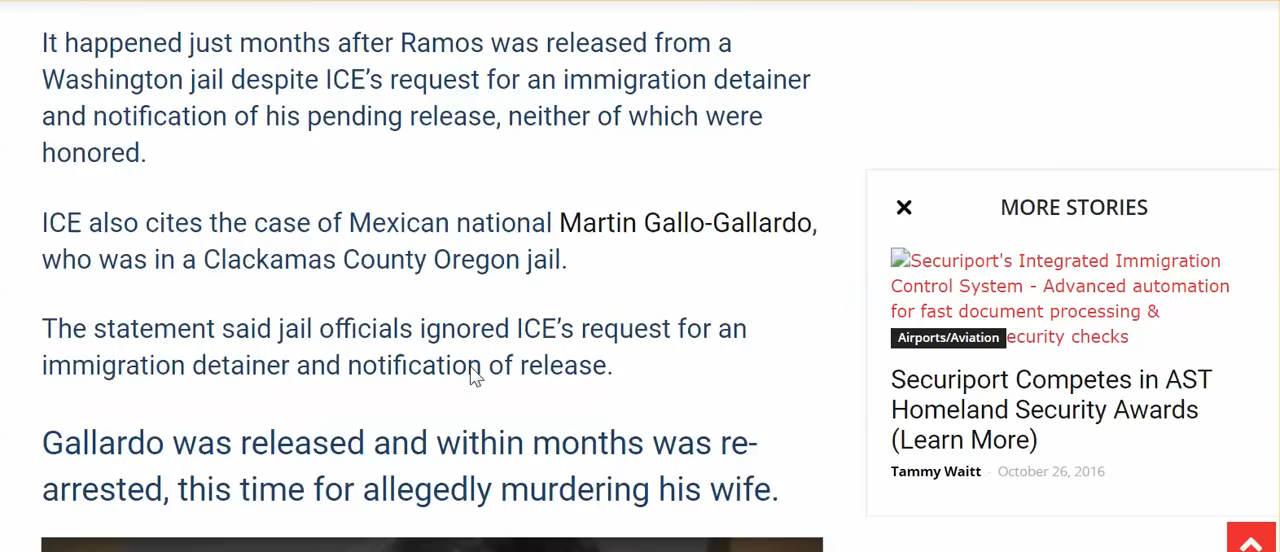 It happened just months after Ramos was released from a
Washington jail despite ICE’s request for an immigration detainer
and notification of his pending release, neither of which were
honored.
ICE also cites the case of Mexican national Martin Gallo-Gallardo,
who was in a Clackamas County Oregon jail.
The statement said jail officials ignored ICE’s request for an
immigration detainer and notification of release.
Gallardo was released and within months was re-
arrested, this time for allegedly murdering his wife.
MORE STORIES
Securiport's Integrated Immigration
Control System - Advanced automation
for fast document processing &
Airports/Aviation ecurity checks
Securiport Competes in AST
Homeland Security Awards
(Learn More)
Tammy Waitt - October 26, 2016